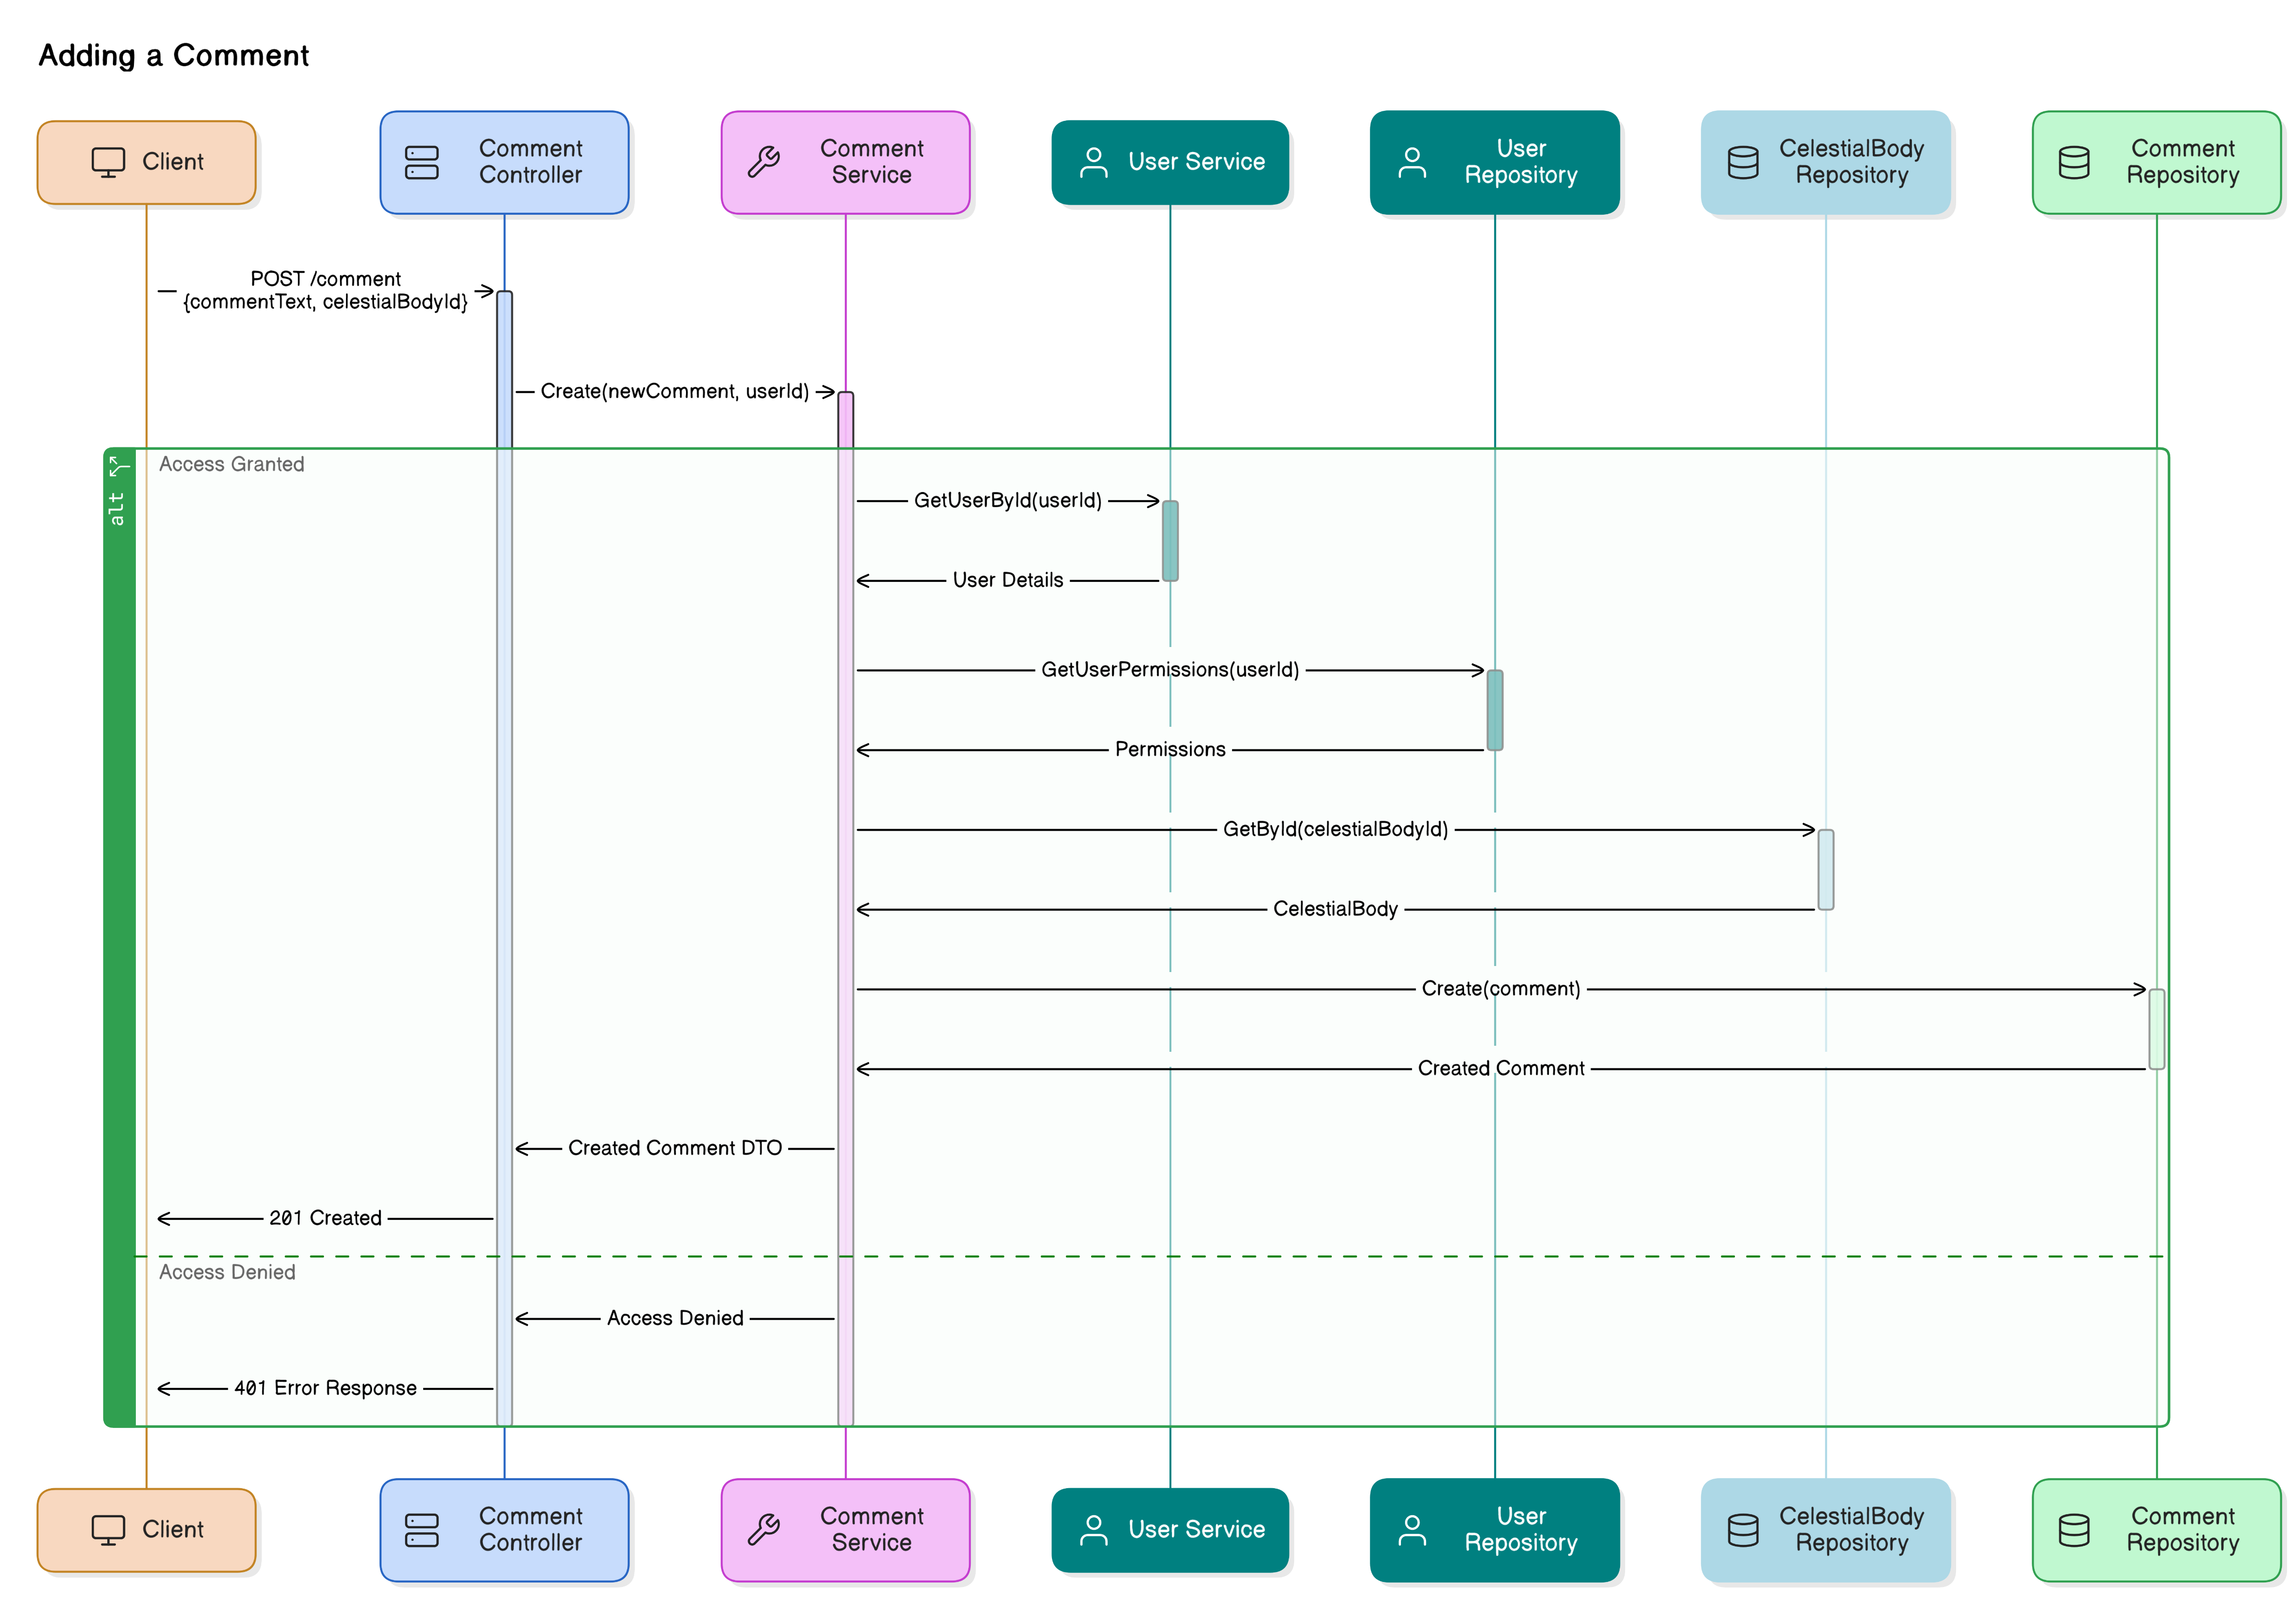 Adding a Comment
Client
Comment
Controller
Comment
Service
User Service
User
Repository
CelestialBody
Repository
Comment
Repository
POST /comment
{commentText, celestialBodyId}
Create(newComment, userId)
alt
Access Granted
GetUserById(userId)
User Details
GetUserPermissions(userId)
Permissions
GetById(celestialBodyId)
CelestialBody
Create(comment)
Created Comment
Created Comment DTO
201 Created
Access Denied
Access Denied
401 Error Response
Client
Comment
Controller
Comment
Service
User Service
User
Repository
CelestialBody
Repository
Comment
Repository